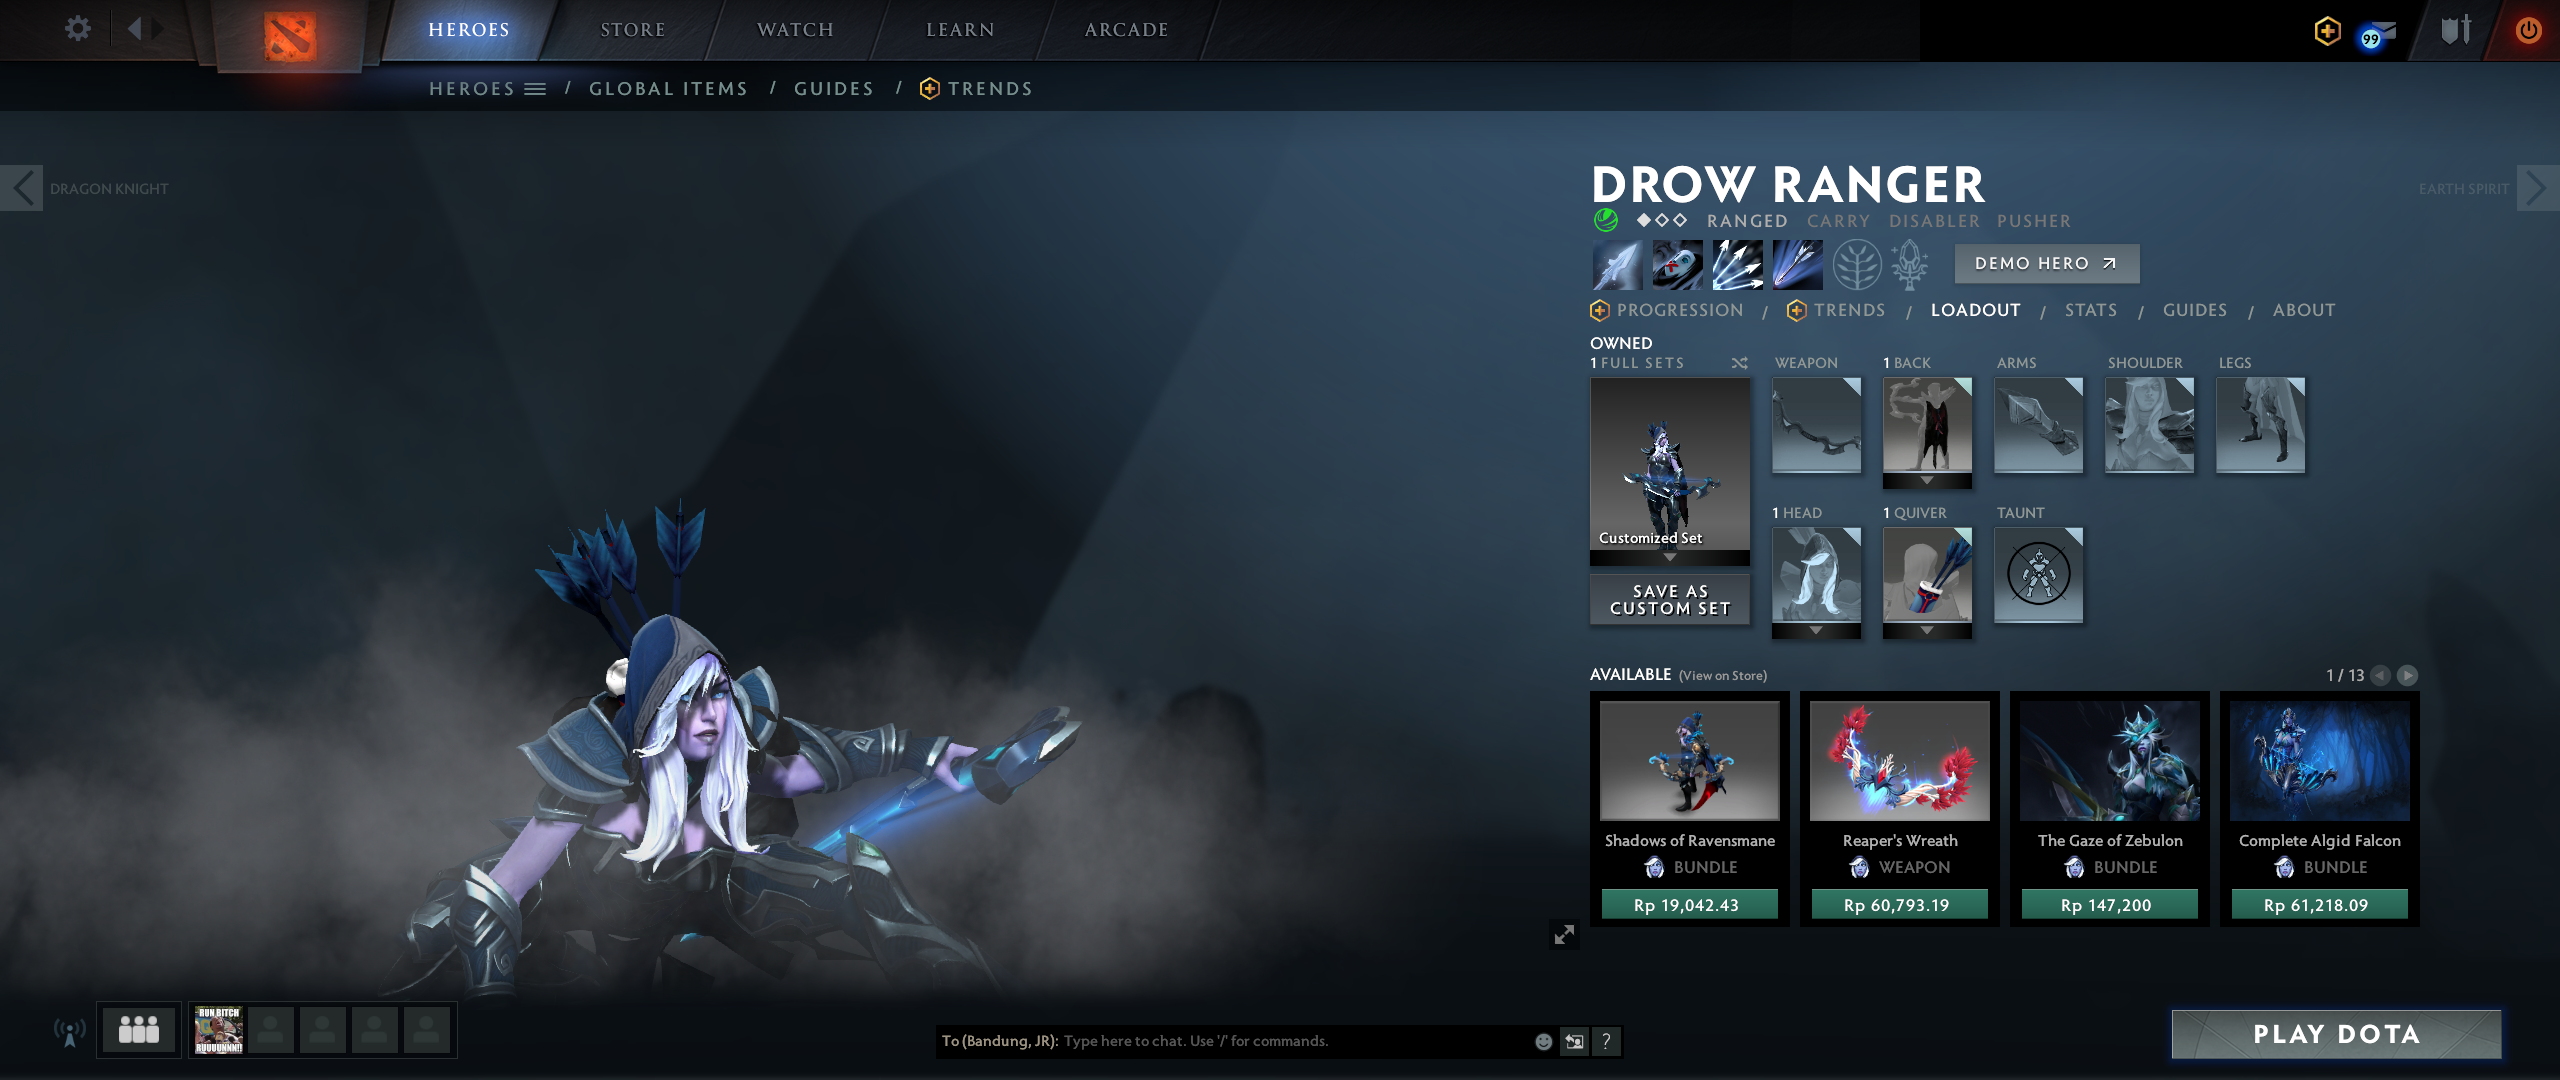 HEROES
STORE
WATCH
LEARN
ARCADE
99
HEROES / GLOBAL ITEMS / GUIDES / TRENDS
DRAGON KNIGHT
EARTH SPIRIT
DROW RANGER
RANGED CARRY DISABLER PUSHER
DEMO HERO
PROGRESSION / TRENDS / LOADOUT / STATS / GUIDES / ABOUT
OWNED
1 FULL SETS
WEAPON
1 BACK
ARMS
SHOULDER
LEGS
Customized Set
SAVE AS
CUSTOM SET
1 HEAD
1 QUIVER
TAUNT
AVAILABLE (View on Store)
1 / 13
Shadows of Ravensmane
BUNDLE
Rp 19,042.43
Reaper's Wreath
WEAPON
Rp 60,793.19
The Gaze of Zebulon
BUNDLE
Rp 147,200
Complete Algid Falcon
BUNDLE
Rp 61,218.09
RUN BITCH
RUUUUNNN!!
To (Bandung, JR): Type here to chat. Use '/' for commands.
?
PLAY DOTA